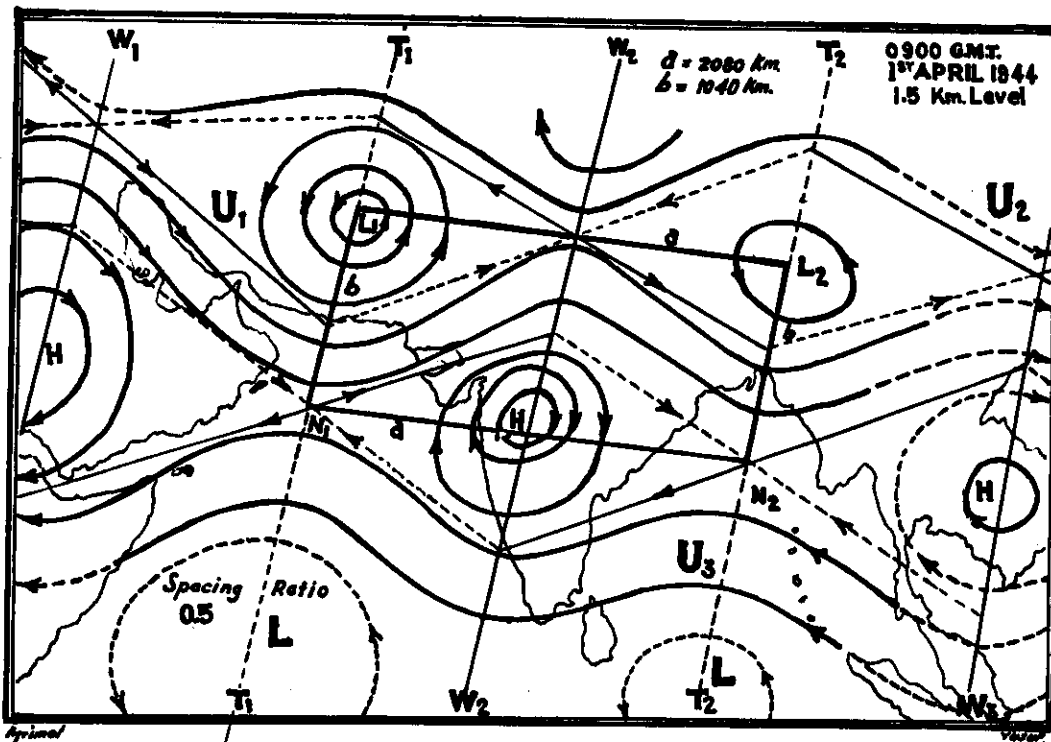 W1
T1
W2
a = 2080 Km.
b = 1040 Km.
T2
0900 G.M.T.
1ST APRIL 1944
1.5 Km. Level
U1
L1
U2
a
L2
b
b
H
H
N1
a
N2
H
U3
Spacing Ratio
0.5
L
L
T1
W2
T2
W3